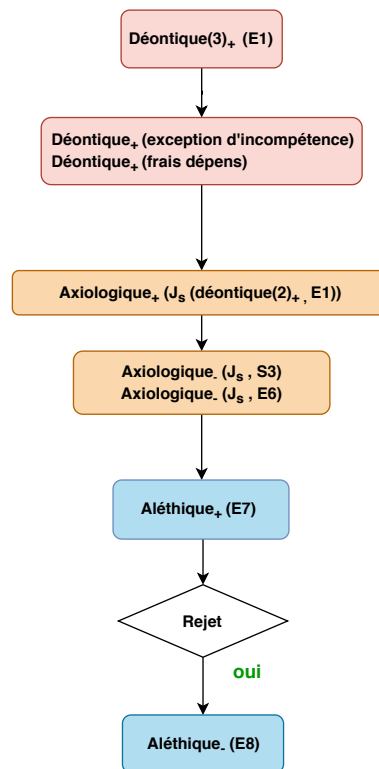 Déontique(3)₊ (E1)
Déontique₊ (exception d'incompétence)
Déontique₊ (frais dépens)
Axiologique₊ (Jₛ (déontique(2)₊ , E1))
Axiologique₋ (Jₛ , S3)
Axiologique₋ (Jₛ , E6)
Aléthique₊ (E7)
Rejet
oui
Aléthique₋ (E8)